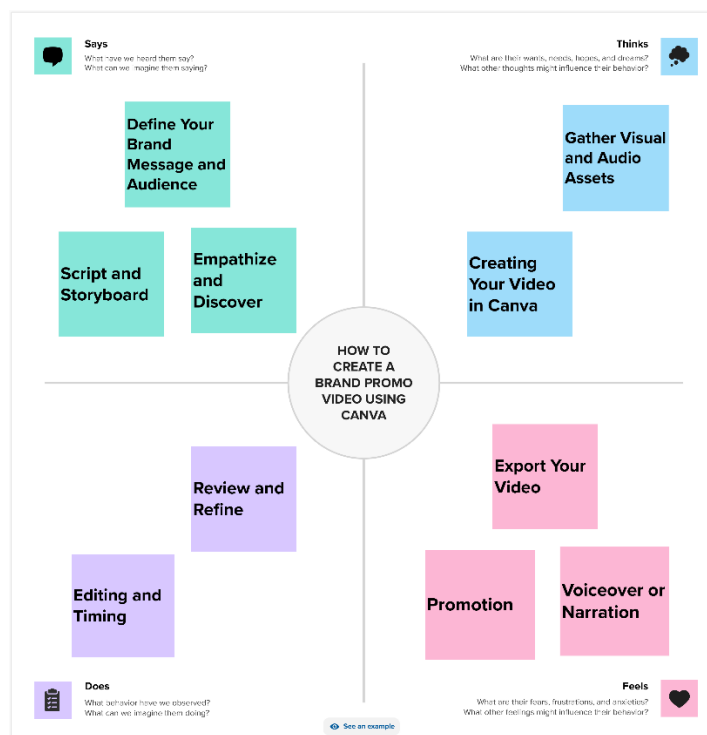 Says
What have we heard them say?
What can we imagine them saying?
Thinks
What are their wants, needs, hopes, and dreams?
What other thoughts might influence their behavior?
Define Your
Brand
Message and
Audience
Script and
Storyboard
Empathize
and
Discover
Gather Visual
and Audio
Assets
Creating
Your Video
in Canva
HOW TO
CREATE A
BRAND PROMO
VIDEO USING
CANVA
Review and
Refine
Editing and
Timing
Export Your
Video
Promotion
Voiceover or
Narration
Does
What behavior have we observed?
What can we imagine them doing?
See an example
Feels
What are their fears, frustrations, and anxieties?
What other feelings might influence their behavior?